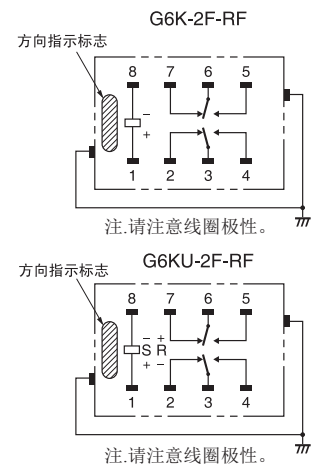 G6K-2F-RF
方向指示标志
8 7 6 5
−
+
1 2 3 4
注.请注意线圈极性。
G6KU-2F-RF
方向指示标志
8 7 6 5
− +
S R
+ −
1 2 3 4
注.请注意线圈极性。